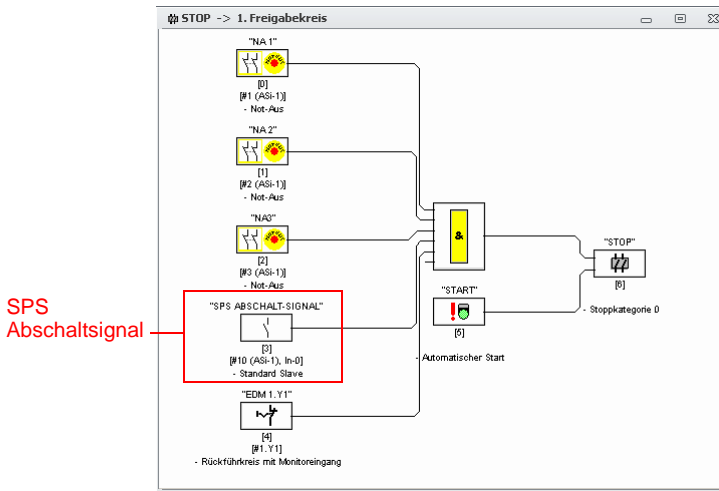 STOP -> 1. Freigabekreis
"NA 1"
[0]
[#1 (ASi-1)]
- Not-Aus
"NA 2"
[1]
[#2 (ASi-1)]
- Not-Aus
"NA3"
[2]
[#3 (ASi-1)]
- Not-Aus
SPS
Abschaltsignal
"SPS ABSCHALT-SIGNAL"
[3]
[#10 (ASi-1), In-0]
- Standard Slave
"EDM 1.Y1"
[4]
[#1.Y1]
- Rückführkreis mit Monitoreingang
&
"START"
[5]
- Automatischer Start
"STOP"
[6]
- Stoppkategorie 0